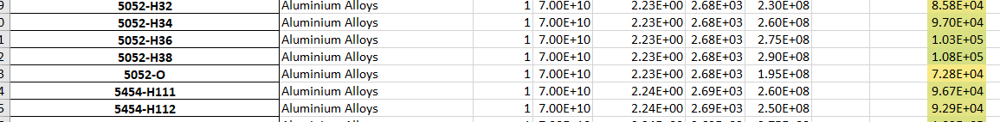 9 5052-H32 Aluminium Alloys 1 7.00E+10 2.23E+00 2.68E+03 2.30E+08 8.58E+04
0 5052-H34 Aluminium Alloys 1 7.00E+10 2.23E+00 2.68E+03 2.60E+08 9.70E+04
1 5052-H36 Aluminium Alloys 1 7.00E+10 2.23E+00 2.68E+03 2.75E+08 1.03E+05
2 5052-H38 Aluminium Alloys 1 7.00E+10 2.23E+00 2.68E+03 2.90E+08 1.08E+05
3 5052-O Aluminium Alloys 1 7.00E+10 2.23E+00 2.68E+03 1.95E+08 7.28E+04
4 5454-H111 Aluminium Alloys 1 7.00E+10 2.24E+00 2.69E+03 2.60E+08 9.67E+04
5 5454-H112 Aluminium Alloys 1 7.00E+10 2.24E+00 2.69E+03 2.50E+08 9.29E+04